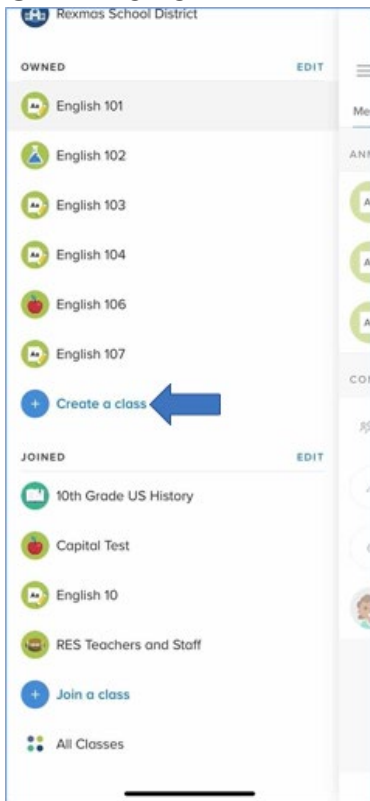 Rexmas School District
OWNED EDIT
English 101
English 102
English 103
English 104
English 106
English 107
Create a class
JOINED EDIT
10th Grade US History
Capital Test
English 10
RES Teachers and Staff
Join a class
All Classes
Me